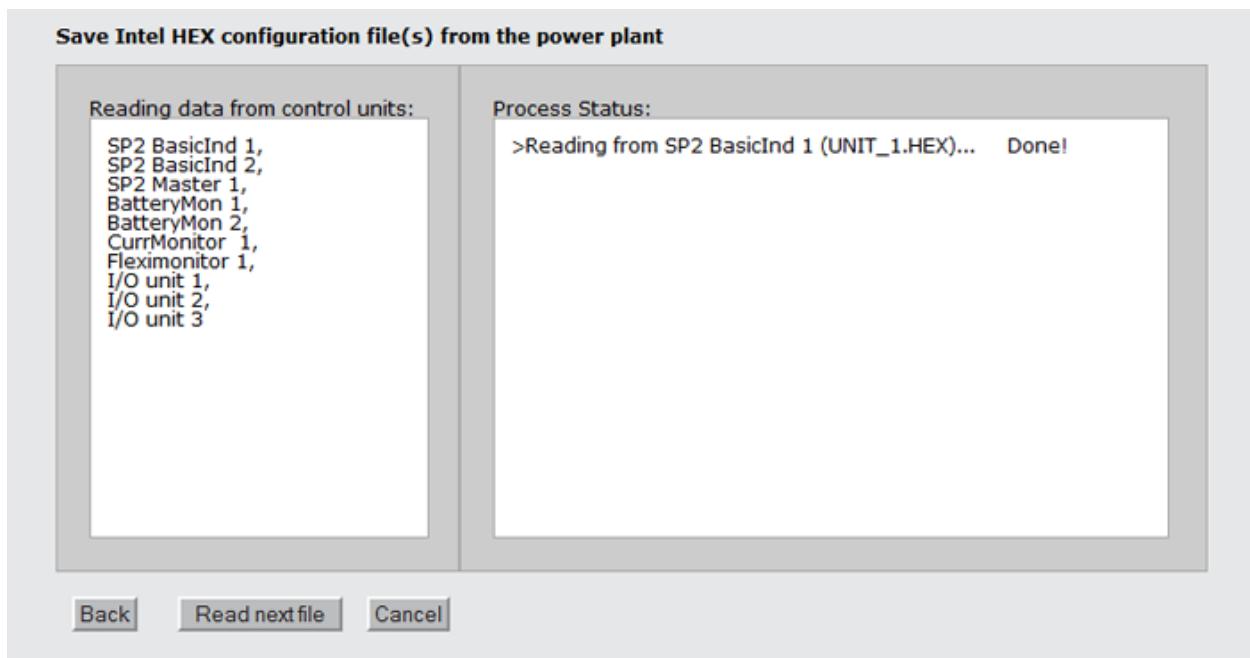 Save Intel HEX configuration file(s) from the power plant
Reading data from control units:
SP2 BasicInd 1,
SP2 BasicInd 2,
SP2 Master 1,
BatteryMon 1,
BatteryMon 2,
CurrMonitor  1,
Fleximonitor 1,
I/O unit 1,
I/O unit 2,
I/O unit 3
Process Status:
>Reading from SP2 BasicInd 1 (UNIT_1.HEX)... Done!
Back
Read next file
Cancel